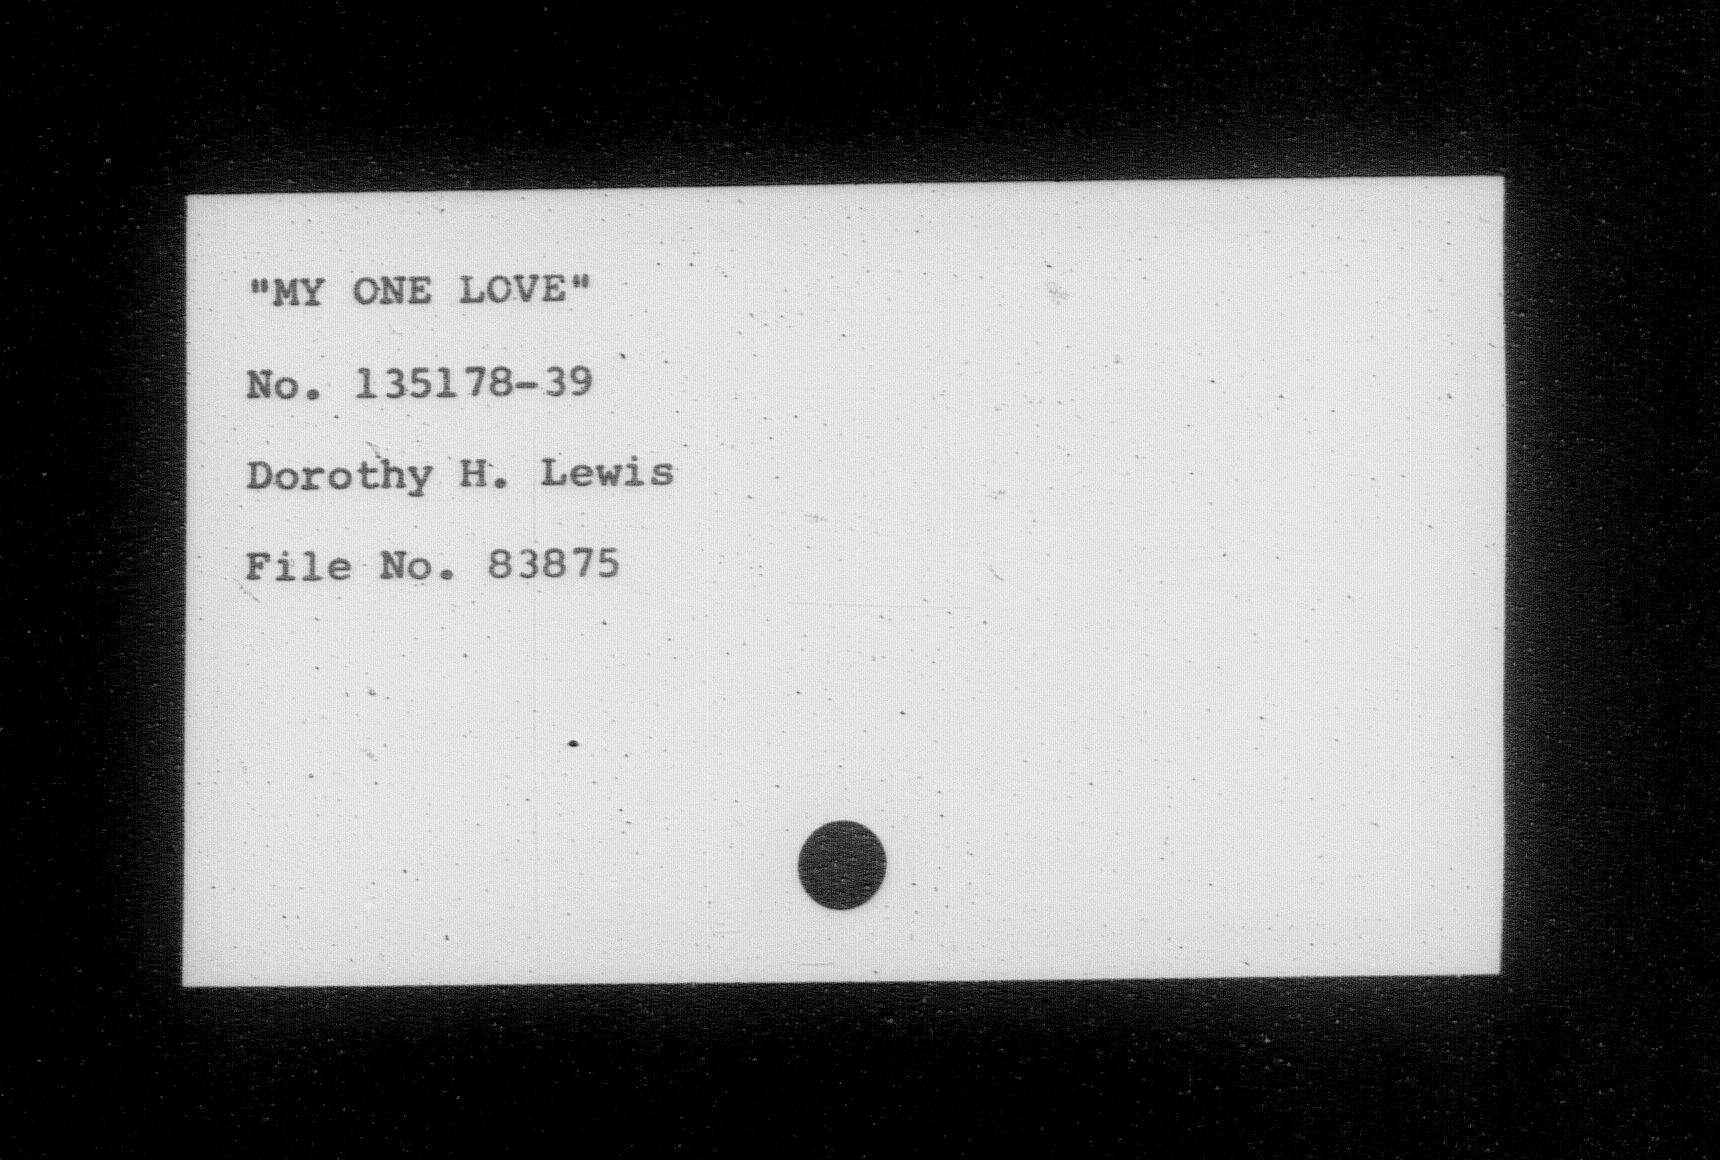 "MY ONE LOVE"
No. 135178-39
Dorothy H. Lewis
File No. 83875